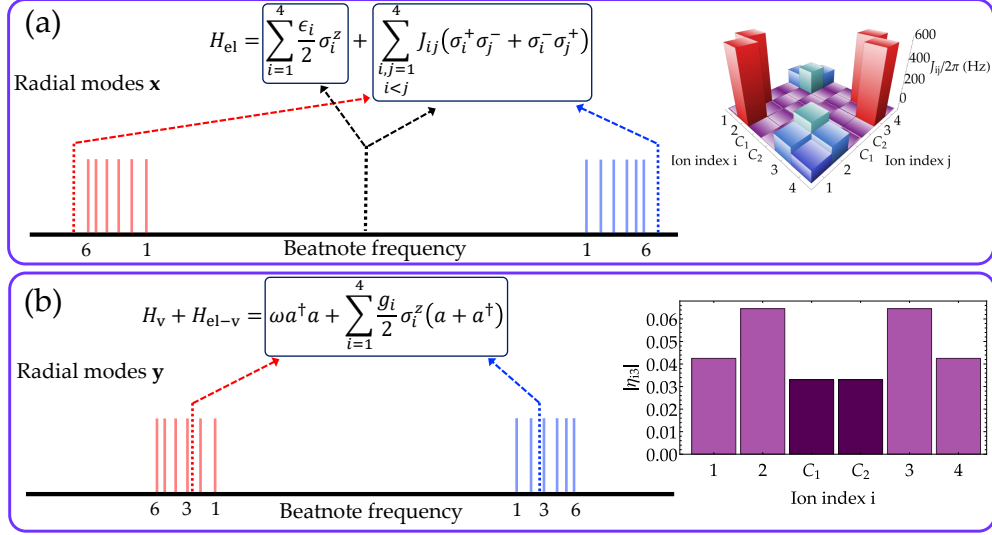 (a)
H_el = ∑_{i=1}^{4} ϵ_i/2 σ_i^z + ∑_{i,j=1 i<j}^{4} J_ij(σ_i^+ σ_j^- + σ_i^- σ_j^+)
Radial modes x
6 1 Beatnote frequency 1 6
600
400
200
0
J_ij/2π (Hz)
1 2 C_1 C_2 3 4
Ion index i
1 2 C_1 C_2 3 4
Ion index j
(b)
H_v + H_el−v = ωa†a + ∑_{i=1}^{4} g_i/2 σ_i^z(a + a†)
Radial modes y
6 3 1 Beatnote frequency 1 3 6
|η_i3|
0.06
0.05
0.04
0.03
0.02
0.01
0.00
1 2 C_1 C_2 3 4
Ion index i